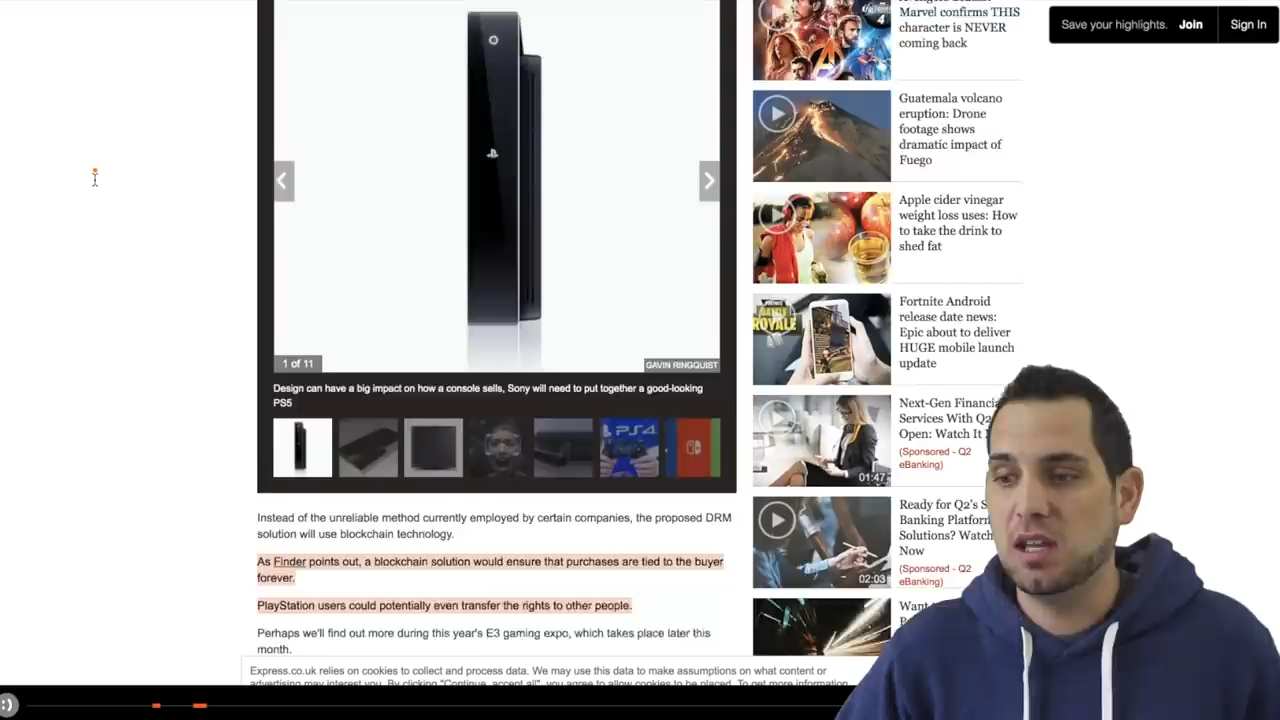 Marvel confirms THIS
character is NEVER
coming back
Save your highlights. Join Sign In
Guatemala volcano
eruption: Drone
footage shows
dramatic impact of
Fuego
Apple cider vinegar
weight loss uses: How
to take the drink to
shed fat
Fortnite Android
release date news:
Epic about to deliver
HUGE mobile launch
update
Next-Gen
Services With
Open: Watch It
(Sponsored - Q2
eBanking)
01:47
Ready for Q2's
Banking Platform
Solutions? Watch
Now
(Sponsored - Q2
eBanking)
02:03
Want
1 of 11
GAVIN RINGQUIST
Design can have a big impact on how a console sells, Sony will need to put together a good-looking
PS5
PS4
BATTLE
ROYALE
Instead of the unreliable method currently employed by certain companies, the proposed DRM
solution will use blockchain technology.
As Finder points out, a blockchain solution would ensure that purchases are tied to the buyer
forever.
PlayStation users could potentially even transfer the rights to other people.
Perhaps we'll find out more during this year's E3 gaming expo, which takes place later this
month.
Express.co.uk relies on cookies to collect and process data. We may use this data to make assumptions on what content or
advertising may interest you. By clicking "Continue, accept all", you agree to allow cookies to be placed. To get more information